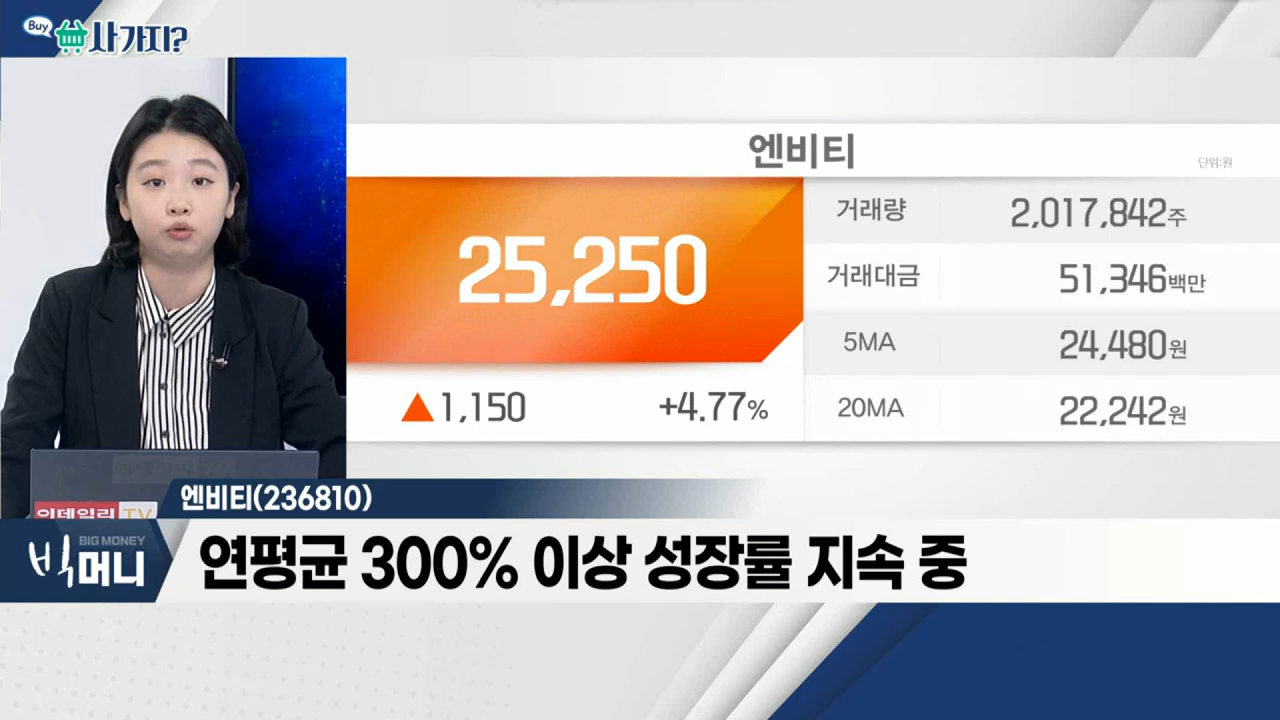 Buy
사가지?
엔비티
단위:원
25,250
▲1,150 +4.77%
거래량 2,017,842주
거래대금 51,346백만
5MA 24,480원
20MA 22,242원
이데일리 TV
엔비티(236810)
BIG MONEY
빅머니
연평균 300% 이상 성장률 지속 중